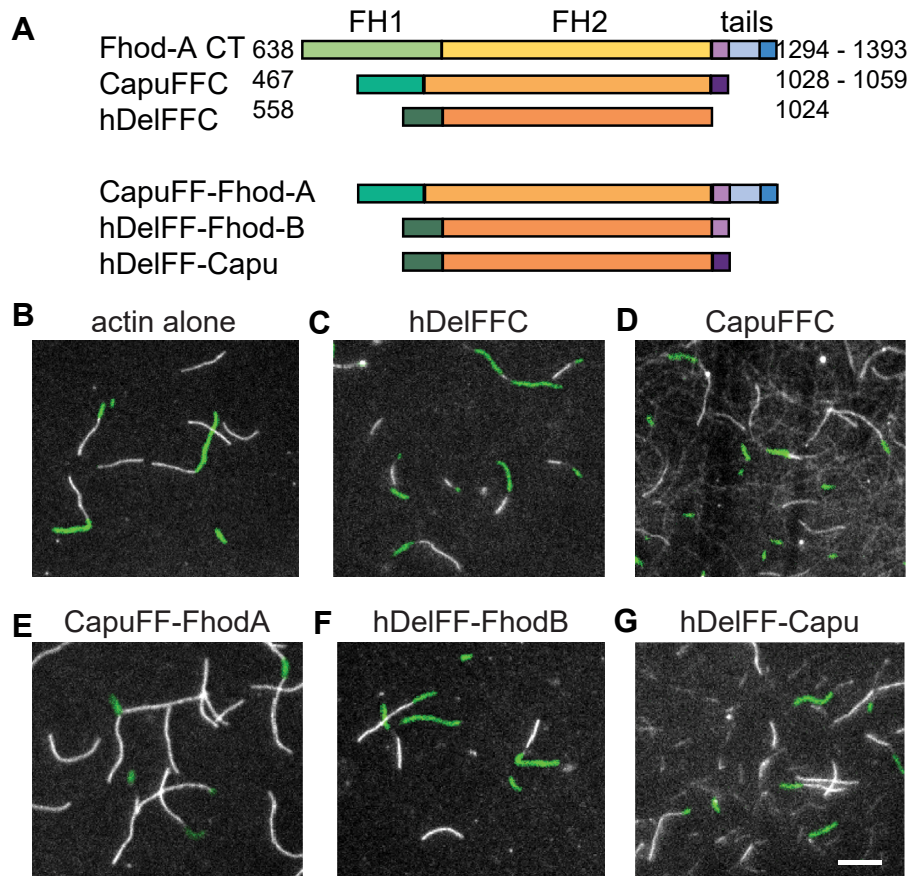 A
FH1 FH2 tails
Fhod-A CT 638 1294 - 1393
CapuFFC 467 1028 - 1059
hDelFFC 558 1024
CapuFF-Fhod-A
hDelFF-Fhod-B
hDelFF-Capu
B actin alone C hDelFFC D CapuFFC
E CapuFF-FhodA F hDelFF-FhodB G hDelFF-Capu